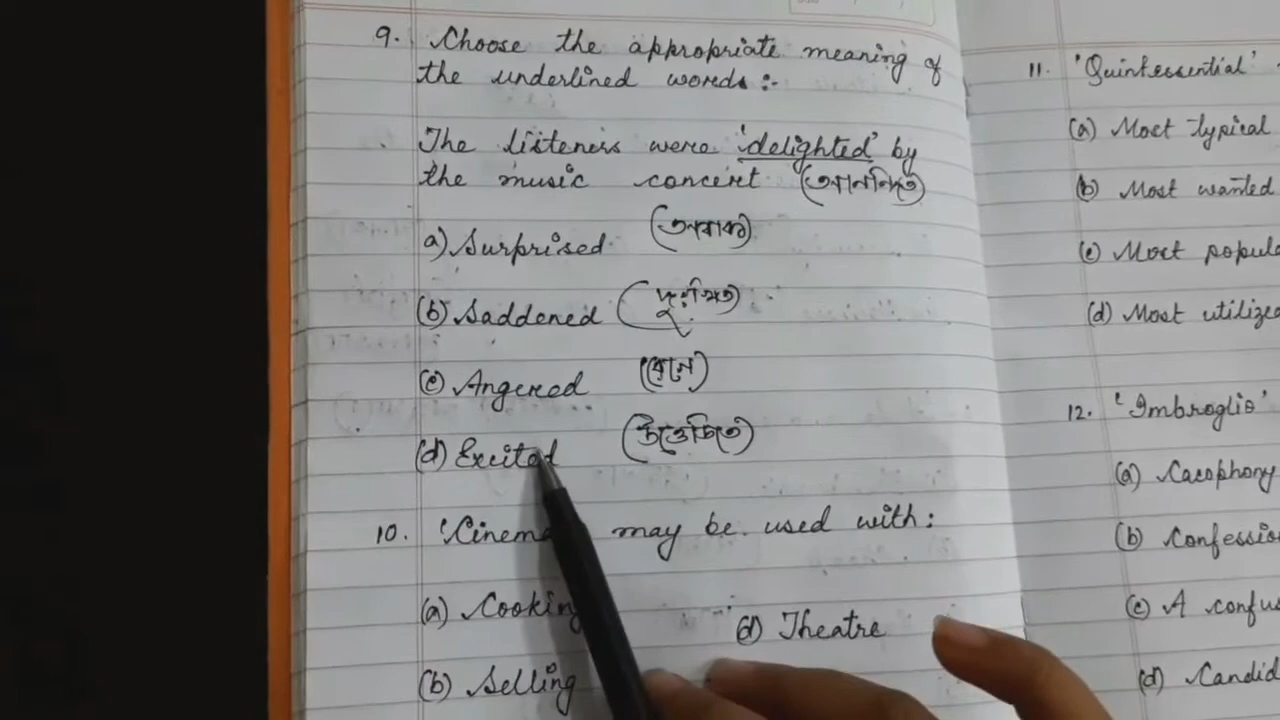 9. Choose the appropriate meaning of
the underlined words :-
The listeners were 'delighted' by
the music concert (আনন্দিত)
a) Surprised (অবাক)
(b) Saddened (দুঃখিত)
(c) Angered (রেগে)
(d) Excited (উত্তেজিত)
10. 'Cinema may be used with:
(a) Cooking
(d) Theatre
(b) Selling
11. 'Quintessential'
(a) Most typical
(b) Most wanted
(c) Most popul
(d) Most utilize
12. 'Imbroglio'
(a) Cacophony
(b) Confessio
(c) A confu
(d) Candid